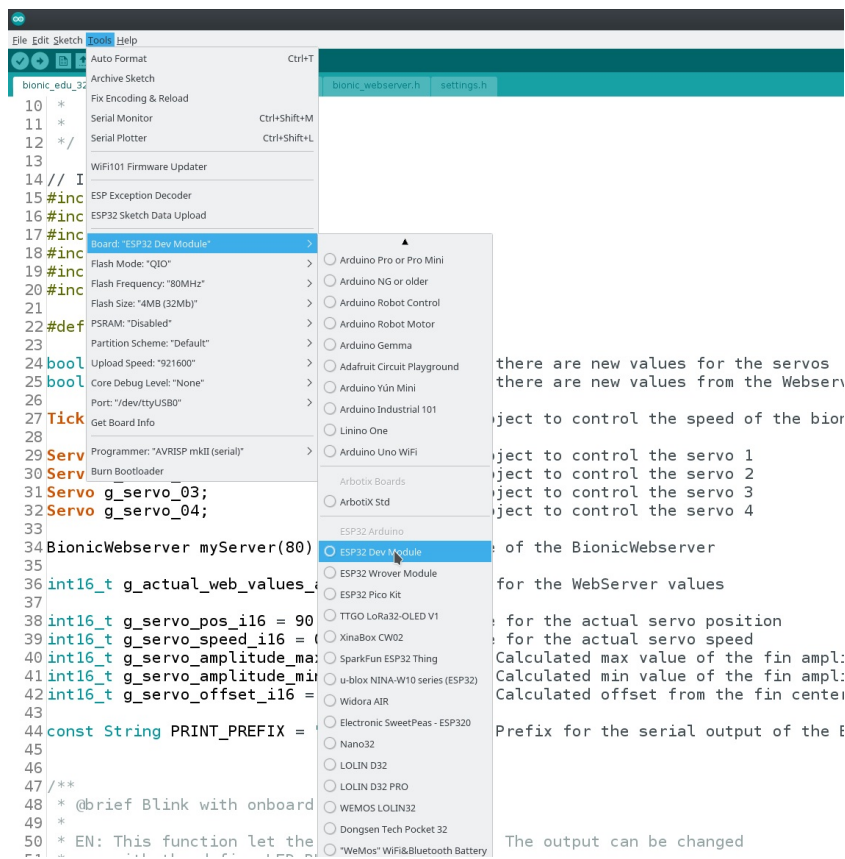 File Edit Sketch Tools Help
Auto Format Ctrl+T
Archive Sketch
Fix Encoding & Reload
Serial Monitor Ctrl+Shift+M
Serial Plotter Ctrl+Shift+L
WiFi101 Firmware Updater
ESP Exception Decoder
ESP32 Sketch Data Upload
Board: "ESP32 Dev Module"
Flash Mode: "QIO"
Flash Frequency: "80MHz"
Flash Size: "4MB (32Mb)"
PSRAM: "Disabled"
Partition Scheme: "Default"
Upload Speed: "921600"
Core Debug Level: "None"
Port: "/dev/ttyUSB0"
Get Board Info
Programmer: "AVRISP mkII (serial)"
Burn Bootloader
Arduino Pro or Pro Mini
Arduino NG or older
Arduino Robot Control
Arduino Robot Motor
Arduino Gemma
Adafruit Circuit Playground
Arduino Yún Mini
Arduino Industrial 101
Linino One
Arduino Uno WiFi
Arbotix Boards
ArbotiX Std
ESP32 Arduino
ESP32 Dev Module
ESP32 Wrover Module
ESP32 Pico Kit
TTGO LoRa32-OLED V1
XinaBox CW02
SparkFun ESP32 Thing
u-blox NINA-W10 series (ESP32)
Widora AIR
Electronic SweetPeas - ESP320
Nano32
LOLIN D32
LOLIN D32 PRO
WEMOS LOLIN32
Dongsen Tech Pocket 32
"WeMos" WiFi&Bluetooth Battery
bionic_edu_32 bionic_webserver.h settings.h
10 *
11 *
12 */
13
14 // I
15 #inc
16 #inc
17 #inc
18 #inc
19 #inc
20 #inc
21
22 #def
23
24 bool there are new values for the servos
25 bool there are new values from the Webserv
26
27 Tick ject to control the speed of the bion
28
29 Serv ject to control the servo 1
30 Serv ject to control the servo 2
31 Servo g_servo_03; ject to control the servo 3
32 Servo g_servo_04; ject to control the servo 4
33
34 BionicWebserver myServer(80) of the BionicWebserver
35
36 int16_t g_actual_web_values_a for the WebServer values
37
38 int16_t g_servo_pos_i16 = 90 for the actual servo position
39 int16_t g_servo_speed_i16 = 0 for the actual servo speed
40 int16_t g_servo_amplitude_max Calculated max value of the fin ampli
41 int16_t g_servo_amplitude_min Calculated min value of the fin ampli
42 int16_t g_servo_offset_i16 = Calculated offset from the fin center
43
44 const String PRINT_PREFIX = " Prefix for the serial output of the B
45
46
47 /**
48 * @brief Blink with onboard
49 *
50 * EN: This function let the The output can be changed